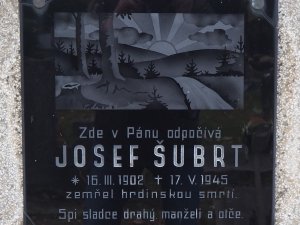 Zde v Pánu odpočívá
JOSEF ŠUBRT
* 16. III. 1902 ✝ 17. V. 1945
zemřel hrdinskou smrtí.
Spi sladce drahý manželi a otče.